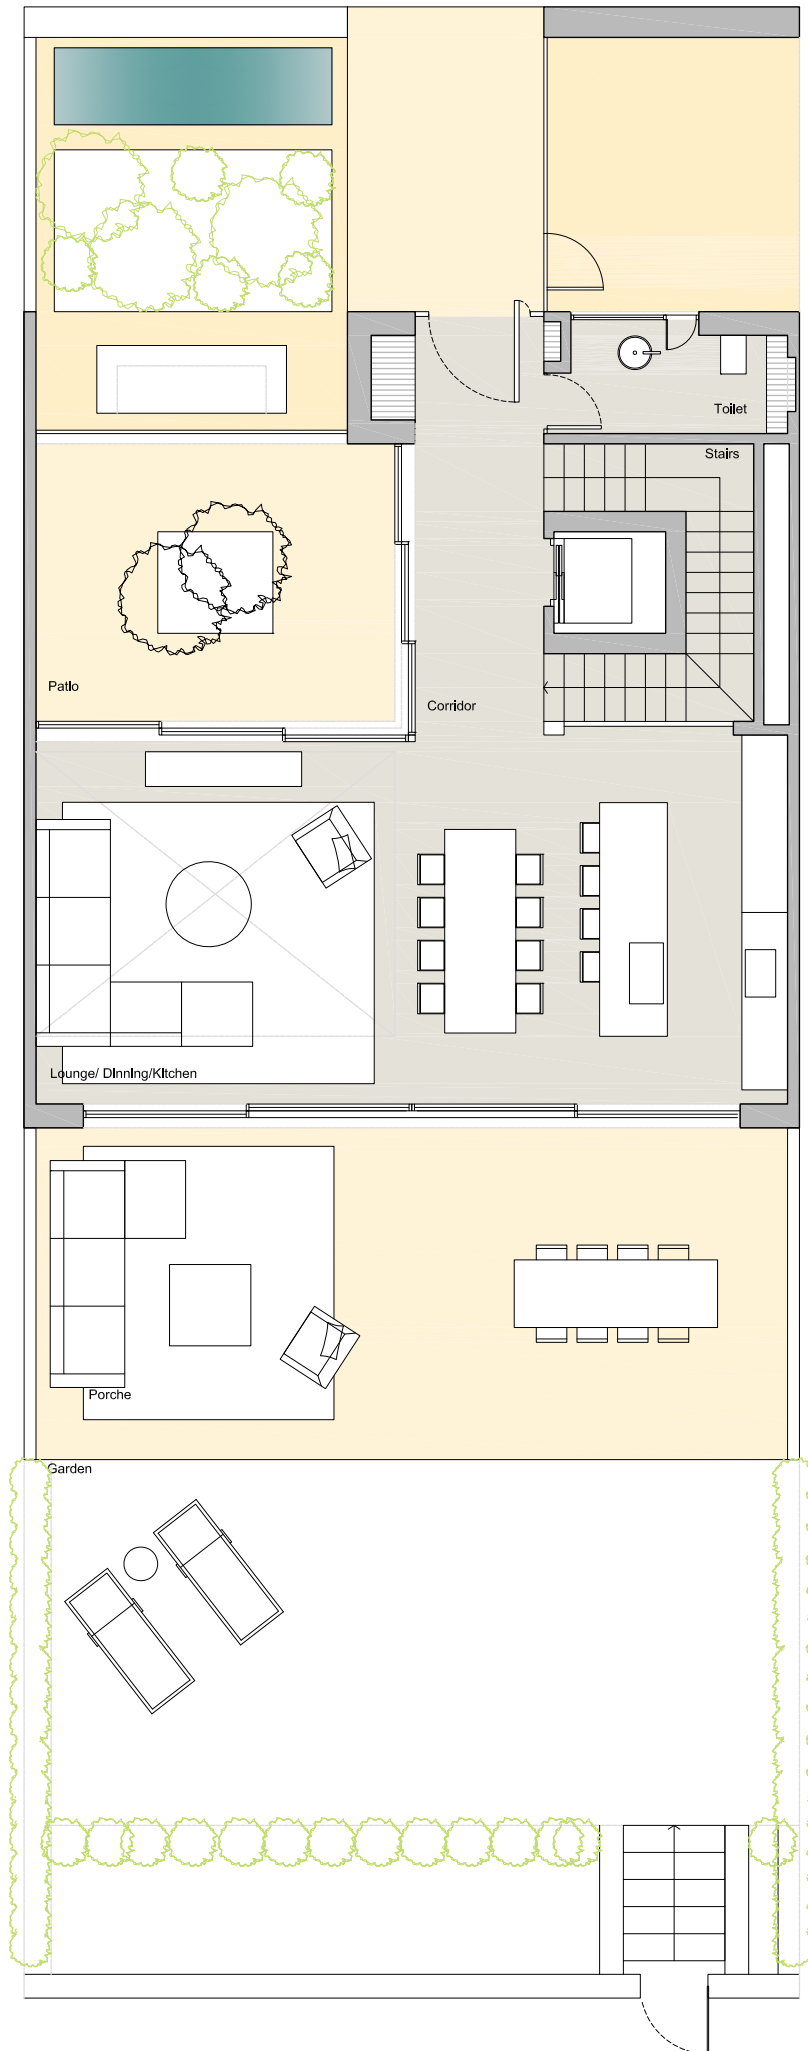 Toilet
Stairs
Patio
Corridor
Lounge/ Dinning/Kitchen
Porche
Garden